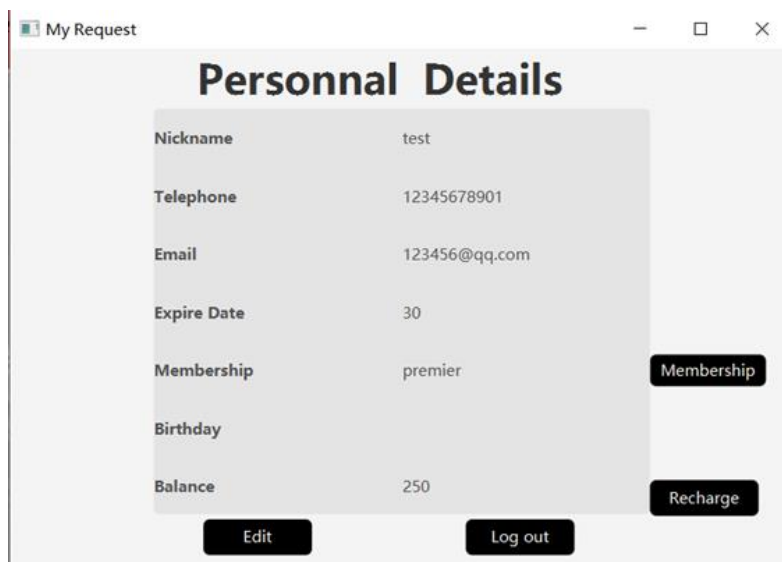 My Request
Personnal Details
Nickname test
Telephone 12345678901
Email 123456@qq.com
Expire Date 30
Membership premier Membership
Birthday
Balance 250
Recharge
Edit Log out